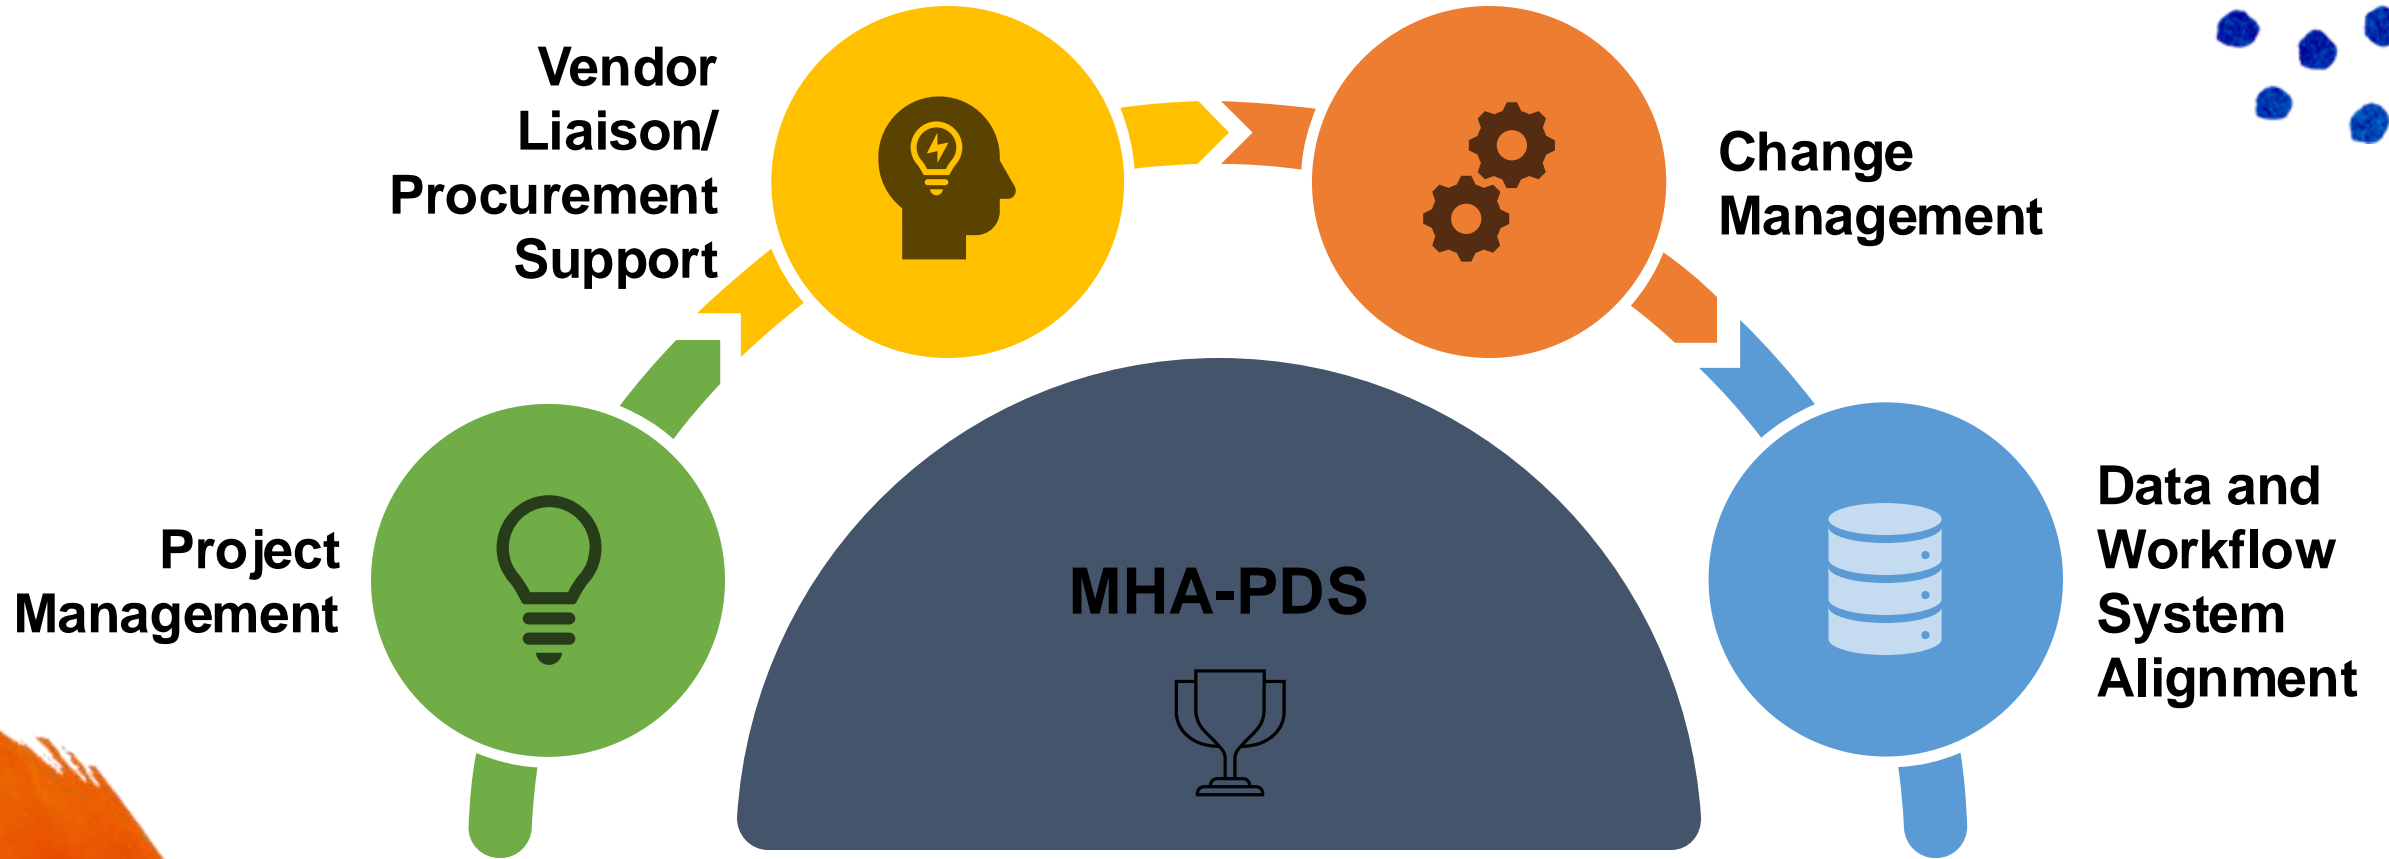 Vendor
Liaison/
Procurement
Support
Change
Management
Project
Management
MHA-PDS
Data and
Workflow
System
Alignment